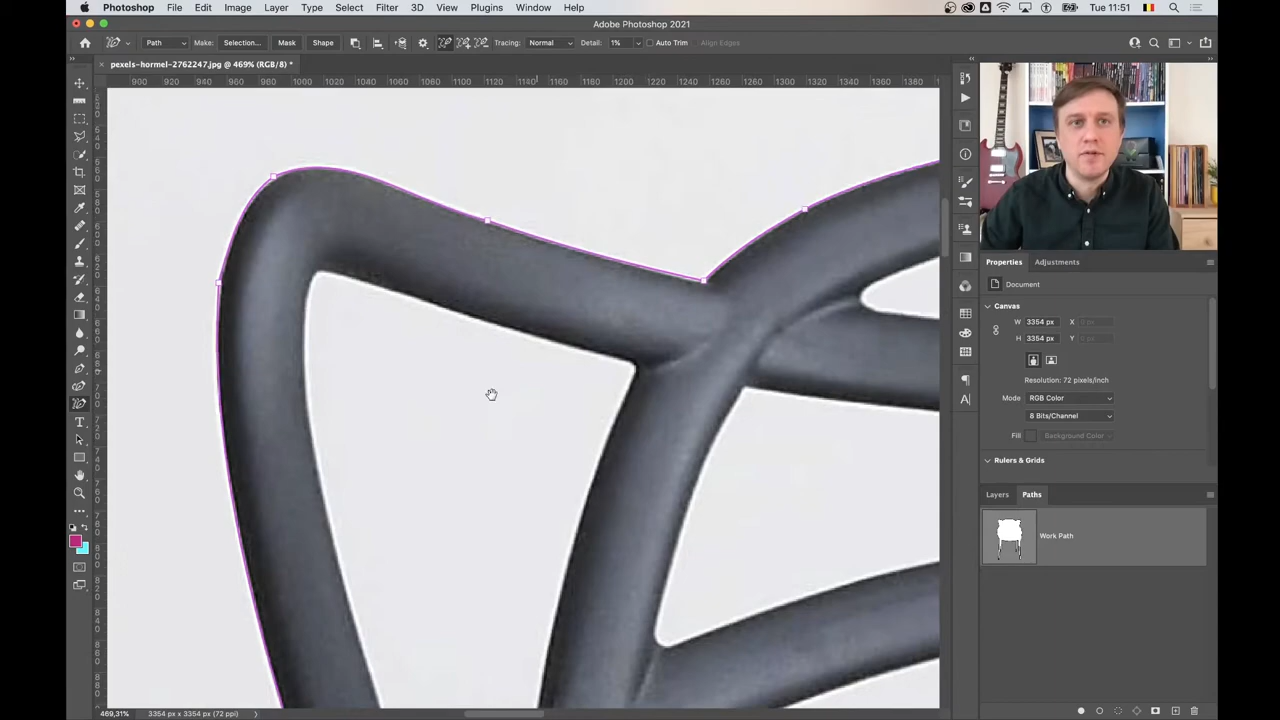 Photoshop File Edit Image Layer Type Select Filter 3D View Plugins Window Help Tue 11:51
Adobe Photoshop 2021
Path Make: Selection... Mask Shape Tracing: Normal Detail: 1% Auto Trim Align Edges
× pexels-hormel-2762247.jpg @ 469% (RGB/8) *
900 920 940 960 980 1000 1020 1040 1060 1080 1100 1120 1140 1160 1180 1200 1220 1240 1260 1280 1300 1320 1340 1360 1380
Properties Adjustments
Document
Canvas
W 3354 px X 0 px
H 3354 px Y 0 px
Resolution: 72 pixels/inch
Mode RGB Color
8 Bits/Channel
Fill Background Color
Rulers & Grids
Layers Paths
Work Path
469,31% 3354 px x 3354 px (72 ppi)